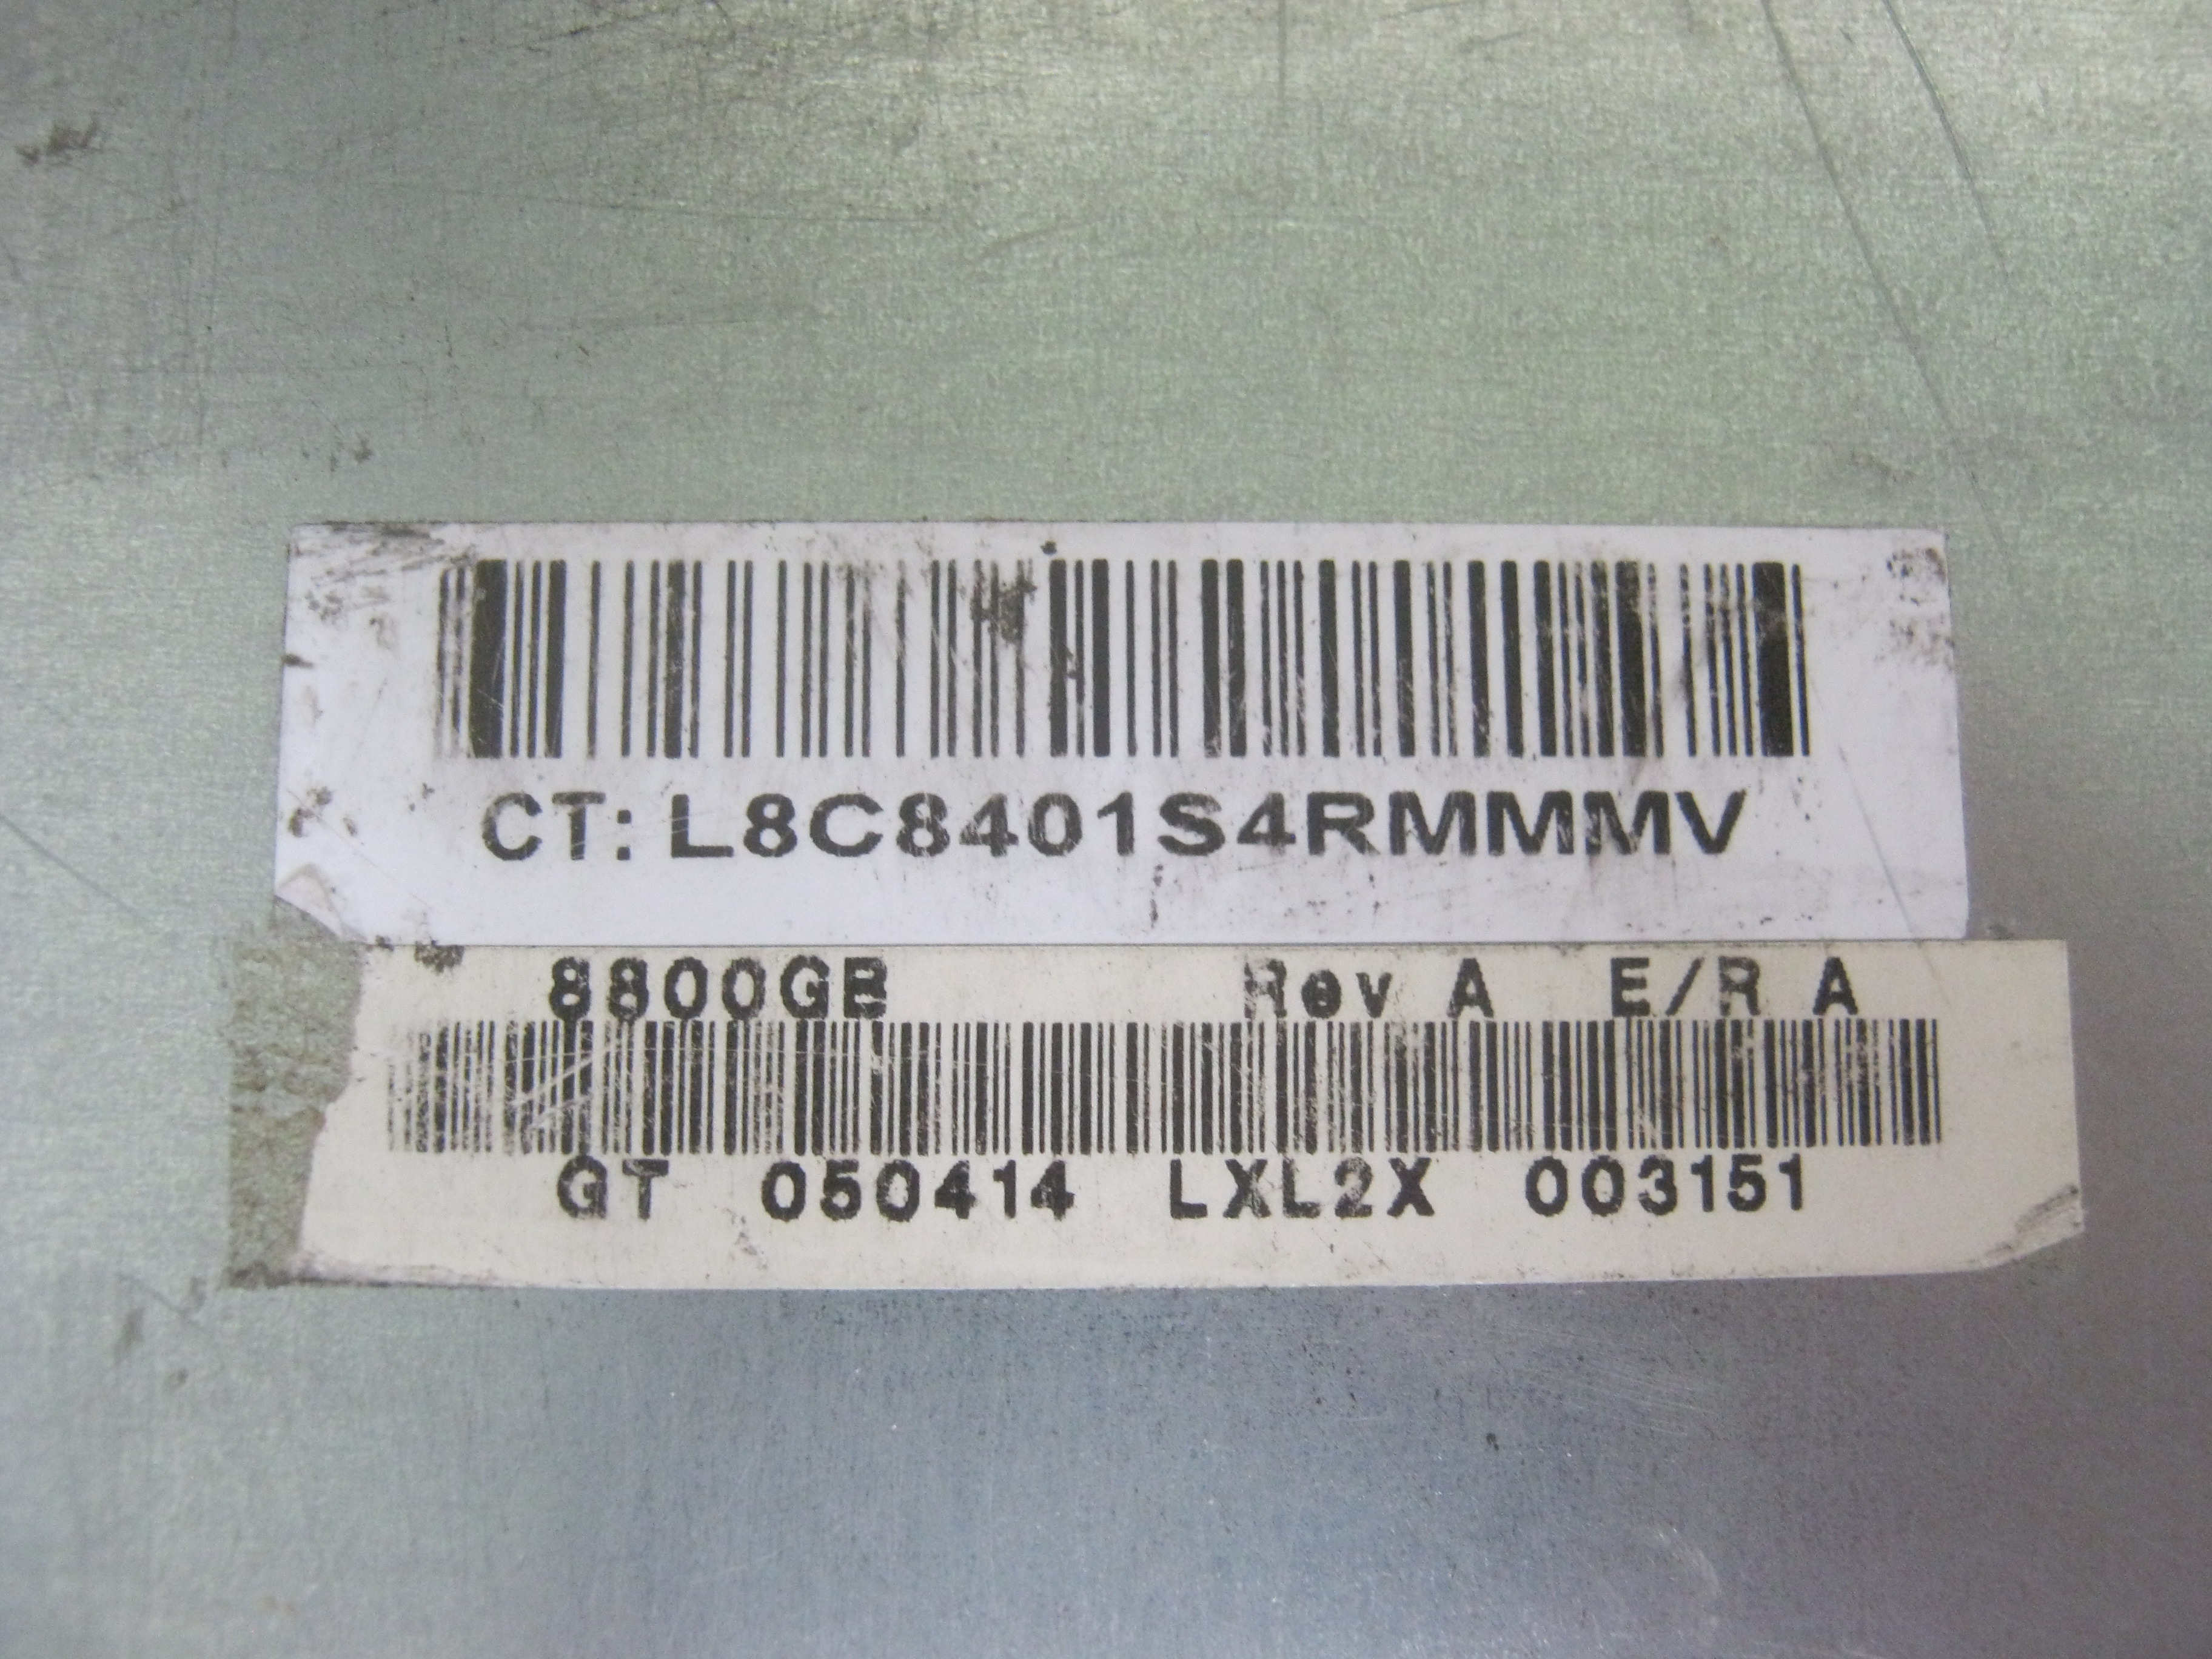 CT: L8C8401S4RMMMV
8800GB Rev A E/R A
GT 050414 LXL2X 003151